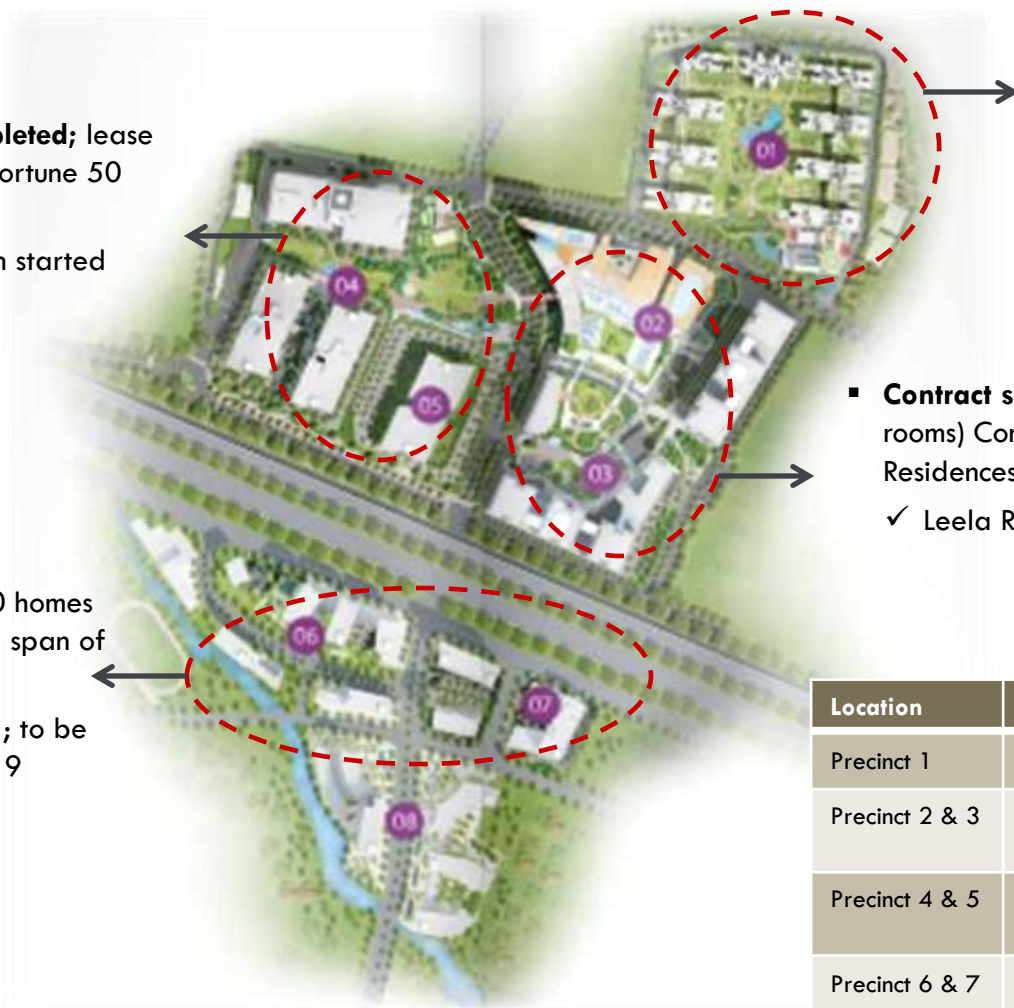 pleted; lease
ortune 50
n started
01
04
02
05
03
▪ Contract s
rooms) Con
Residences
✓ Leela R
0 homes
span of
; to be
9
06
07
08
Location
Precinct 1
Precinct 2 & 3
Precinct 4 & 5
Precinct 6 & 7